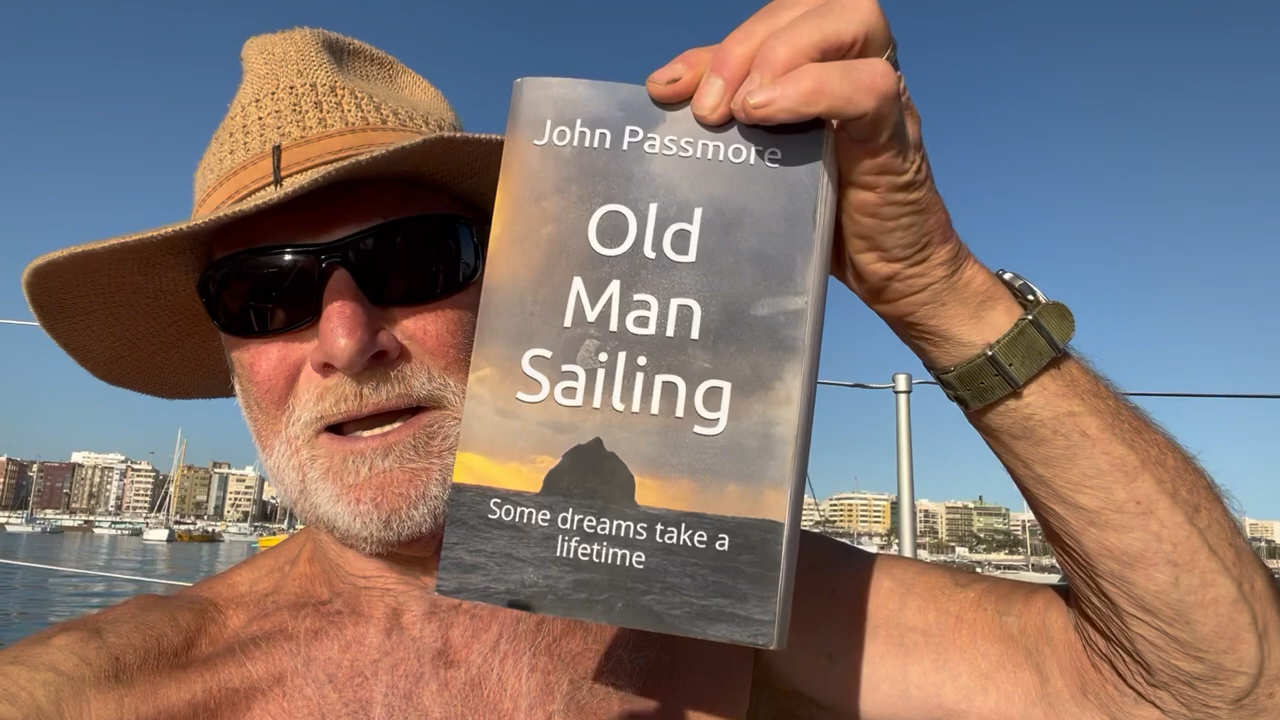 John Passmore
Old
Man
Sailing
Some dreams take a
lifetime